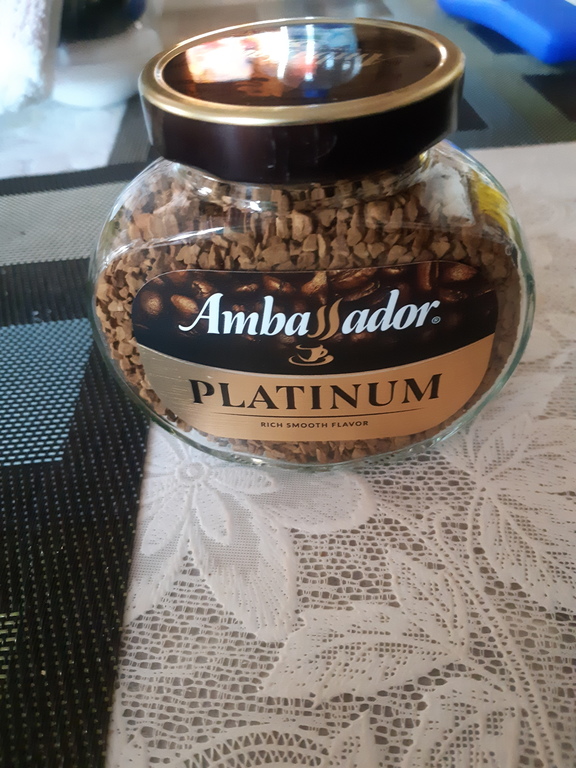 Ambassador®
PLATINUM
RICH SMOOTH FLAVOR